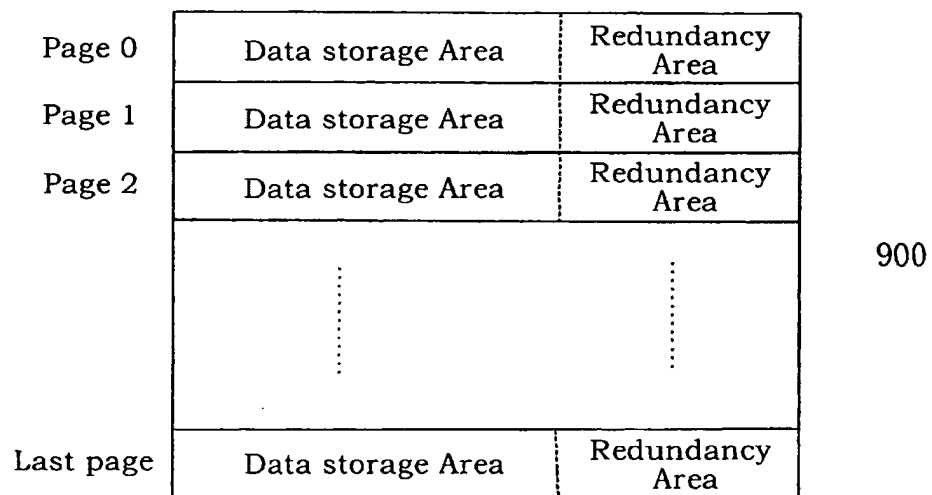 Page 0
Data storage Area
Redundancy
Area
Page 1
Data storage Area
Redundancy
Area
Page 2
Data storage Area
Redundancy
Area
900
Last page
Data storage Area
Redundancy
Area